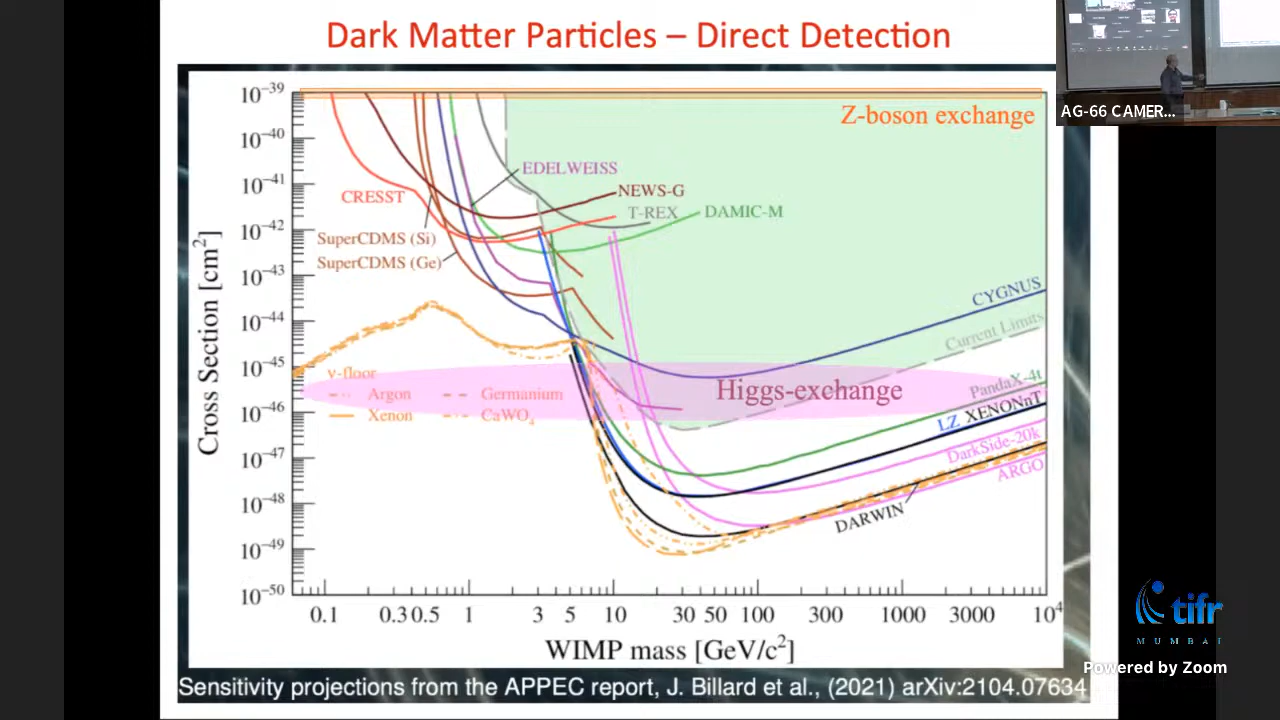 Dark Matter Particles – Direct Detection
AG-66 CAMER...
Z-boson exchange
EDELWEISS
NEWS-G
CRESST
T-REX
DAMIC-M
SuperCDMS (Si)
SuperCDMS (Ge)
CYGNUS
Current Limits
ν-floor
Argon
Germanium
Xenon
CaWO₄
Higgs-exchange
PandaX-4t
LZ
XENONnT
DarkSide-20k
ARGO
DARWIN
Cross Section [cm²]
10⁻³⁹
10⁻⁴⁰
10⁻⁴¹
10⁻⁴²
10⁻⁴³
10⁻⁴⁴
10⁻⁴⁵
10⁻⁴⁶
10⁻⁴⁷
10⁻⁴⁸
10⁻⁴⁹
10⁻⁵⁰
0.1 0.3 0.5 1 3 5 10 30 50 100 300 1000 3000 10⁴
WIMP mass [GeV/c²]
Sensitivity projections from the APPEC report, J. Billard et al., (2021) arXiv:2104.07634
tifr
MUMBAI
Powered by Zoom